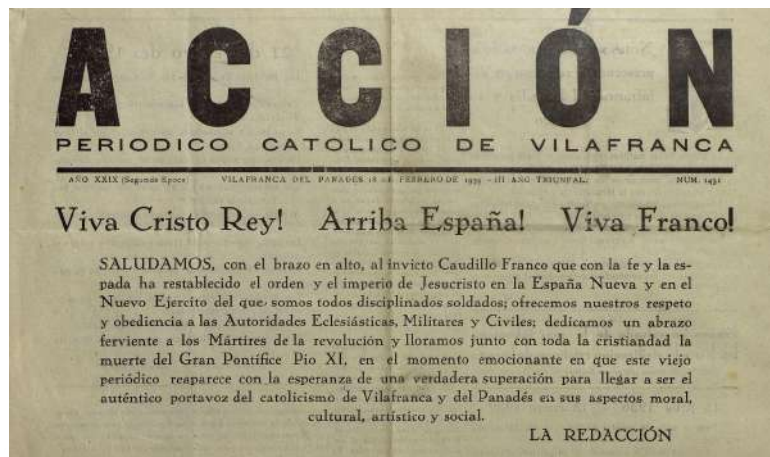 ACCIÓN
PERIODICO CATOLICO DE VILAFRANCA
AÑO XXIX (Segunda Epoca) VILAFRANCA DEL PANADÉS 18 DE FEBRERO DE 1939 - III AÑO TRIUNFAL. NUM. 1431
Viva Cristo Rey! Arriba España! Viva Franco!
SALUDAMOS, con el brazo en alto, al invicto Caudillo Franco que con la fe y la es-
pada ha restablecido el orden y el imperio de Jesucristo en la España Nueva y en el
Nuevo Ejercito del que somos todos disciplinados soldados; ofrecemos nuestros respeto
y obediencia a las Autoridades Eclesiásticas, Militares y Civiles; dedicamos un abrazo
ferviente a los Mártires de la revolución y lloramos junto con toda la cristiandad la
muerte del Gran Pontífice Pio XI, en el momento emocionante en que este viejo
periódico reaparece con la esperanza de una verdadera superación para llegar a ser el
auténtico portavoz del catolicismo de Vilafranca y del Panadés en sus aspectos moral,
cultural, artístico y social.
LA REDACCIÓN